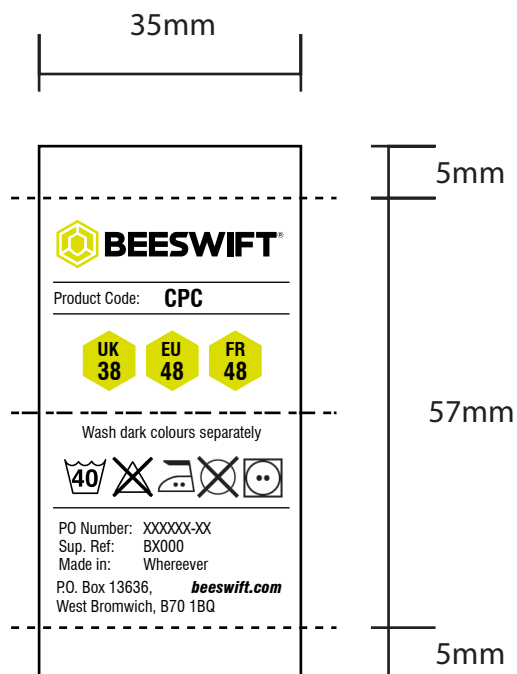 35mm
5mm
BEESWIFT®
Product Code: CPC
UK 38
EU 48
FR 48
57mm
Wash dark colours separately
40
PO Number: XXXXXX-XX
Sup. Ref: BX000
Made in: Whereever
P.O. Box 13636, beeswift.com
West Bromwich, B70 1BQ
5mm